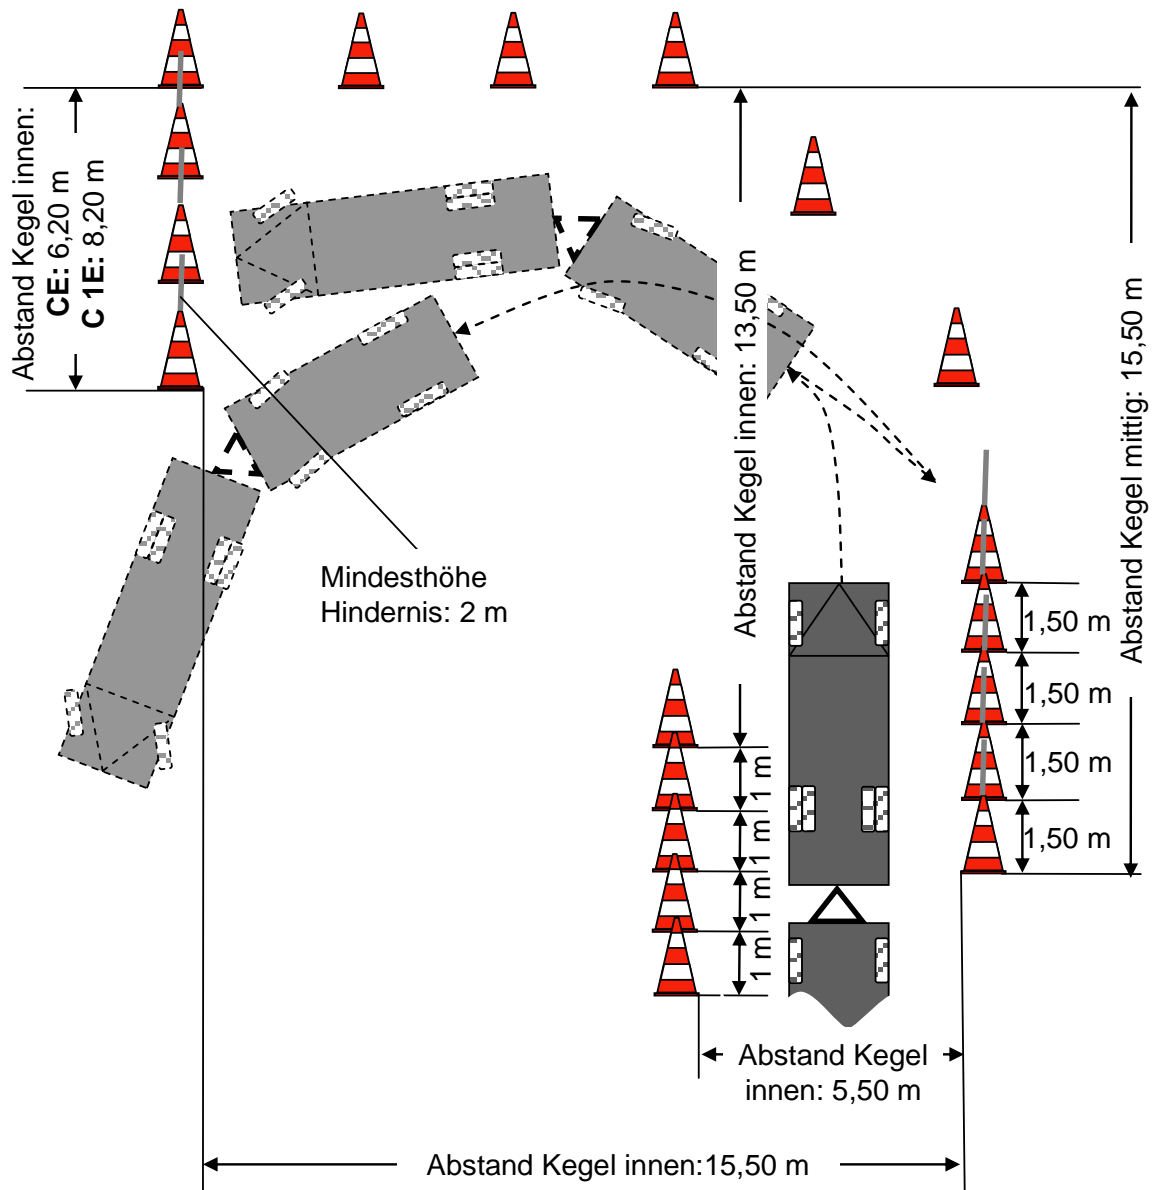 Abstand Kegel innen:
CE: 6,20 m
C 1E: 8,20 m
Abstand Kegel innen: 13,50 m
Abstand Kegel mittig: 15,50 m
Mindesthöhe
Hindernis: 2 m
1,50 m
1,50 m
1,50 m
1,50 m
1 m
1 m
1 m
1 m
Abstand Kegel
innen: 5,50 m
Abstand Kegel innen:15,50 m